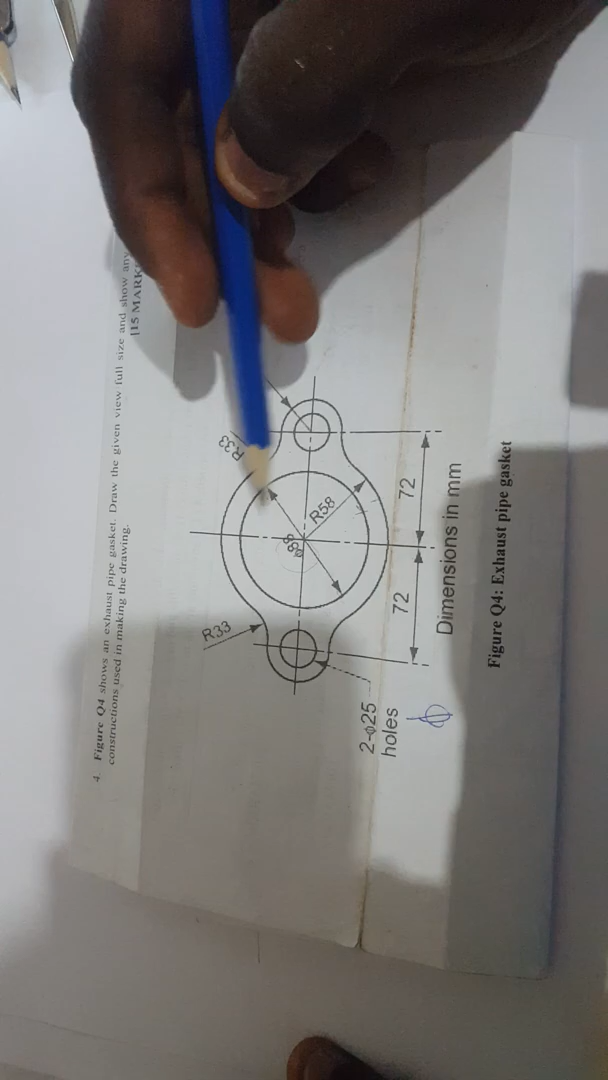 4. Figure Q4 shows an exhaust pipe gasket. Draw the given view full size and show any
constructions used in making the drawing.
[15 MARKS
R33
R33
R58
72
72
2-ϕ25
holes
ϕ
Dimensions in mm
Figure Q4: Exhaust pipe gasket